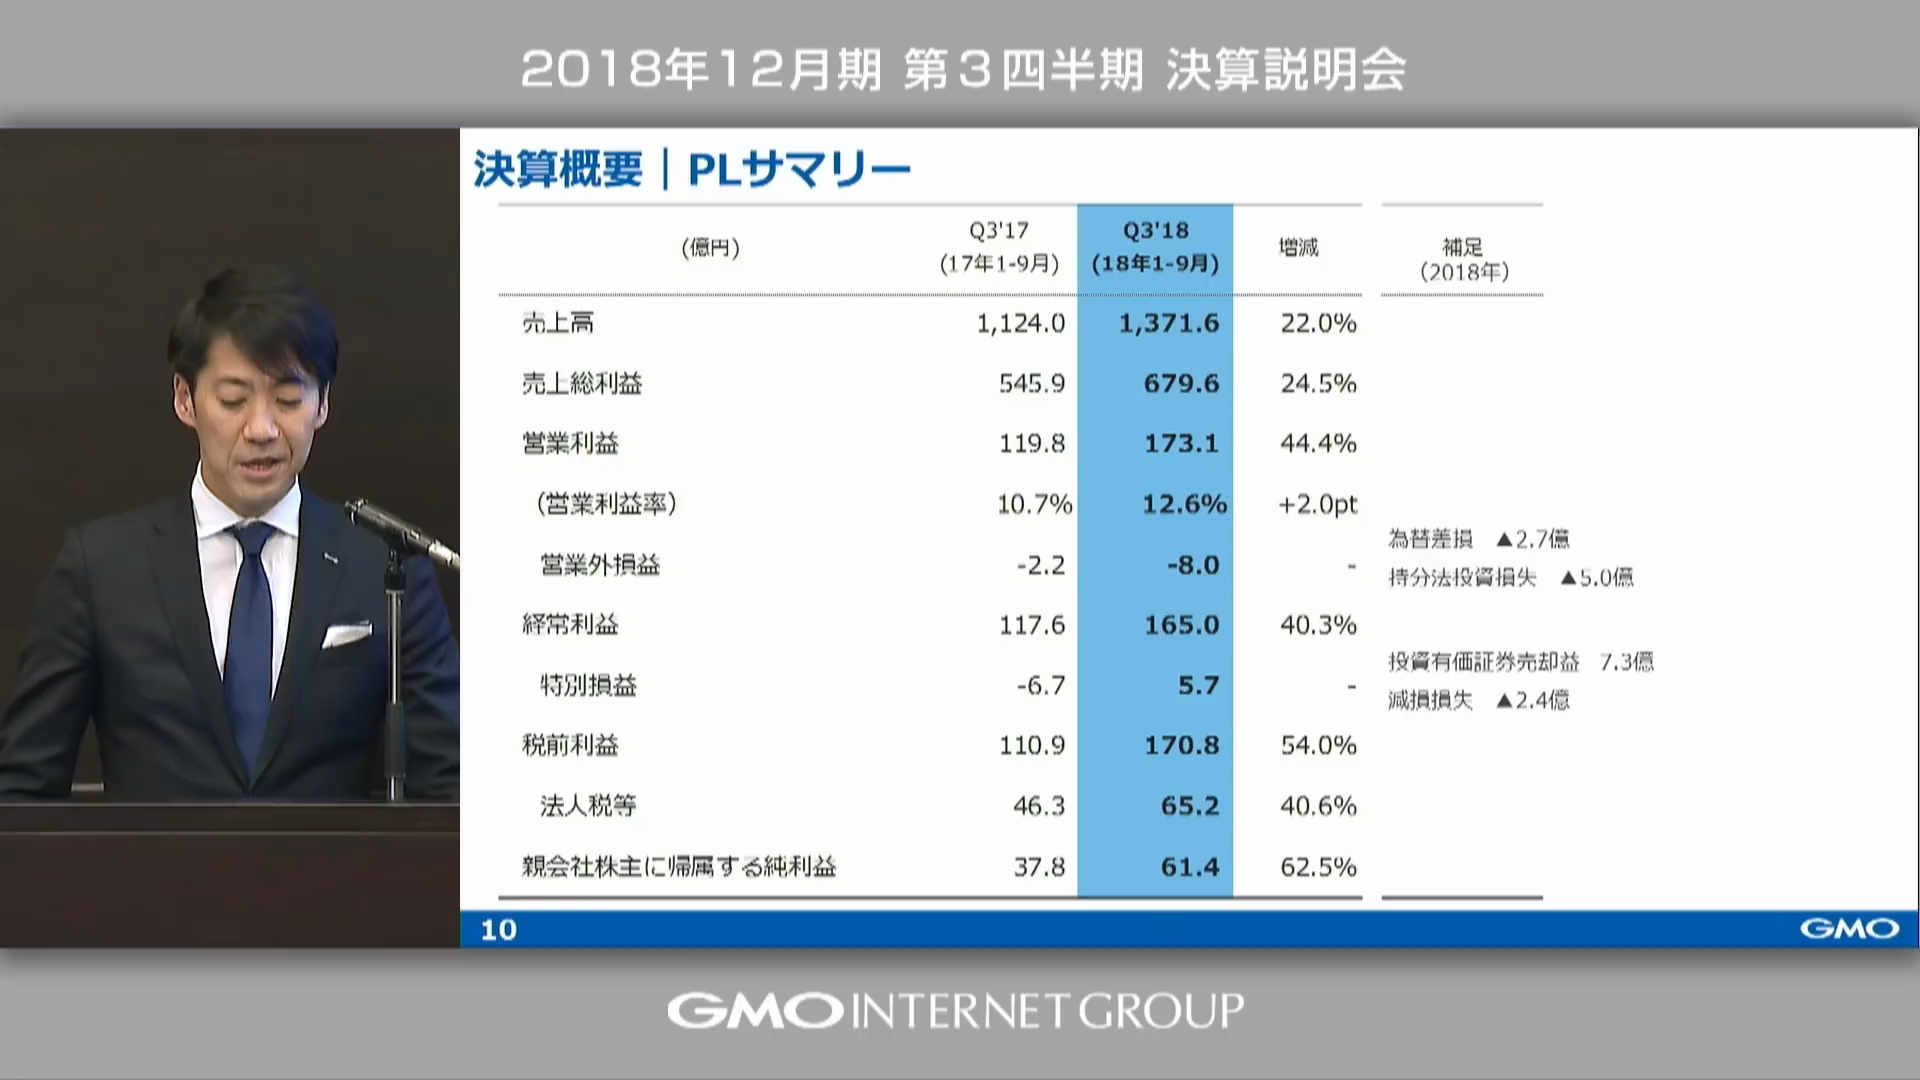 2018年12月期 第３四半期 決算説明会
決算概要｜PLサマリー
(億円) Q3'17 (17年1-9月) Q3'18 (18年1-9月) 増減 補足 （2018年）
売上高 1,124.0 1,371.6 22.0%
売上総利益 545.9 679.6 24.5%
営業利益 119.8 173.1 44.4%
（営業利益率） 10.7% 12.6% +2.0pt
為替差損 ▲2.7億
営業外損益 -2.2 -8.0 -
持分法投資損失 ▲5.0億
経常利益 117.6 165.0 40.3%
投資有価証券売却益 7.3億
特別損益 -6.7 5.7 -
減損損失 ▲2.4億
税前利益 110.9 170.8 54.0%
法人税等 46.3 65.2 40.6%
親会社株主に帰属する純利益 37.8 61.4 62.5%
10
GMO
GMO INTERNET GROUP